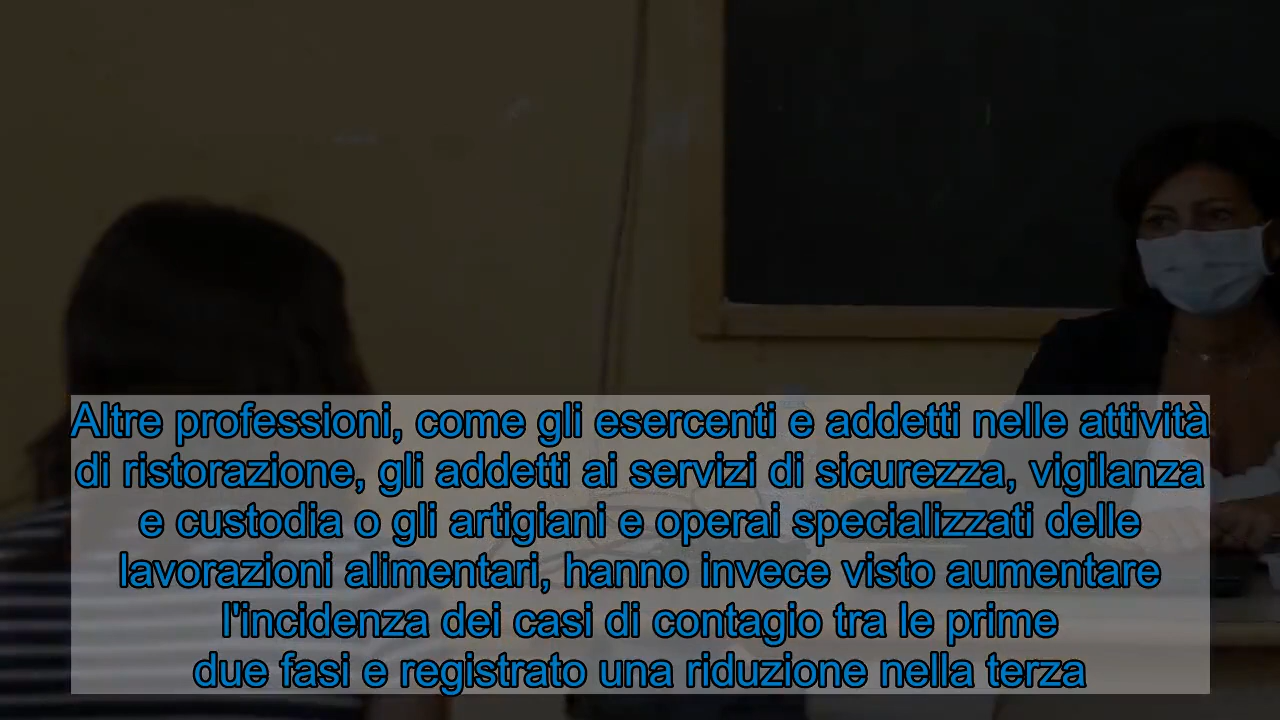 Altre professioni, come gli esercenti e addetti nelle attività
di ristorazione, gli addetti ai servizi di sicurezza, vigilanza
e custodia o gli artigiani e operai specializzati delle
lavorazioni alimentari, hanno invece visto aumentare
l'incidenza dei casi di contagio tra le prime
due fasi e registrato una riduzione nella terza